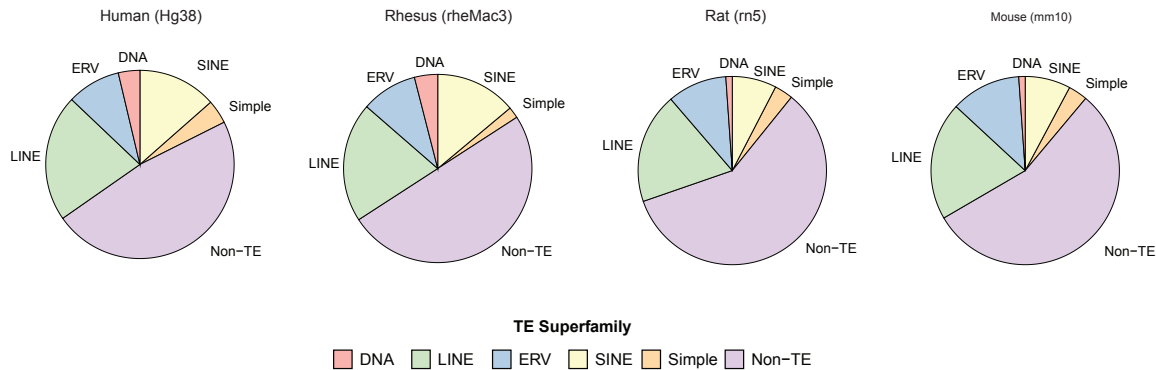 Human (Hg38)
DNA
SINE
ERV
Simple
LINE
Non−TE
Rhesus (rheMac3)
DNA
SINE
ERV
Simple
LINE
Non−TE
Rat (rn5)
DNA
SINE
ERV
Simple
LINE
Non−TE
Mouse (mm10)
DNA
SINE
ERV
Simple
LINE
Non−TE
TE Superfamily
DNA LINE ERV SINE Simple Non−TE